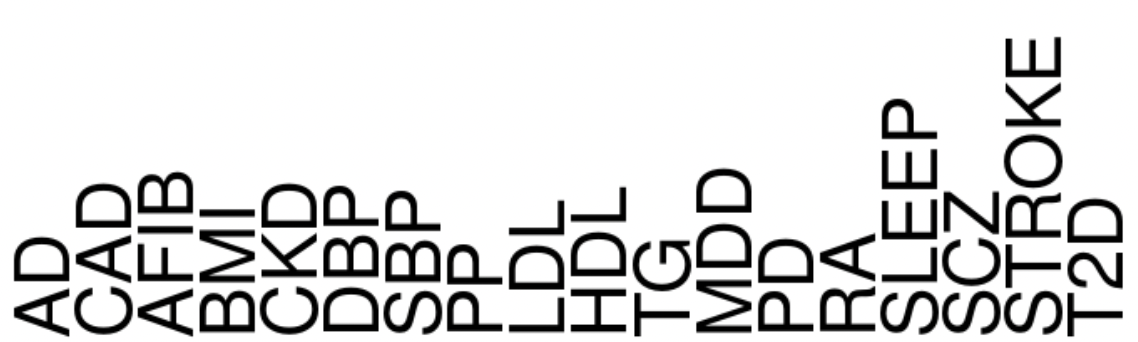 AD
CAD
AFIB
BMI
CKD
DBP
SBP
PP
LDL
HDL
TG
MDD
PD
RA
SLEEP
SCZ
STROKE
T2D